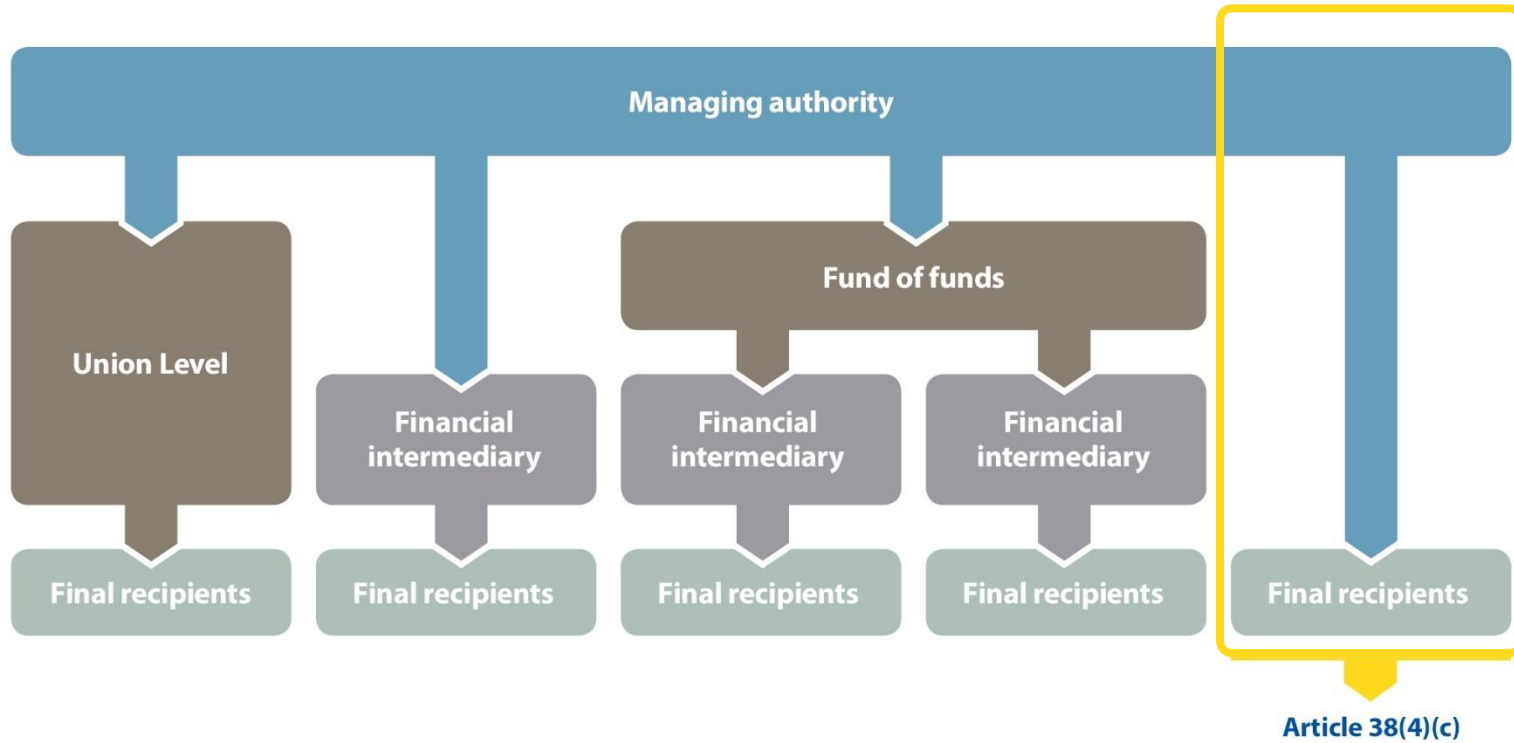 Managing authority
Fund of funds
Union Level
Financial
intermediary
Financial
intermediary
Financial
intermediary
Final recipients
Final recipients
Final recipients
Final recipients
Final recipients
Article 38(4)(c)